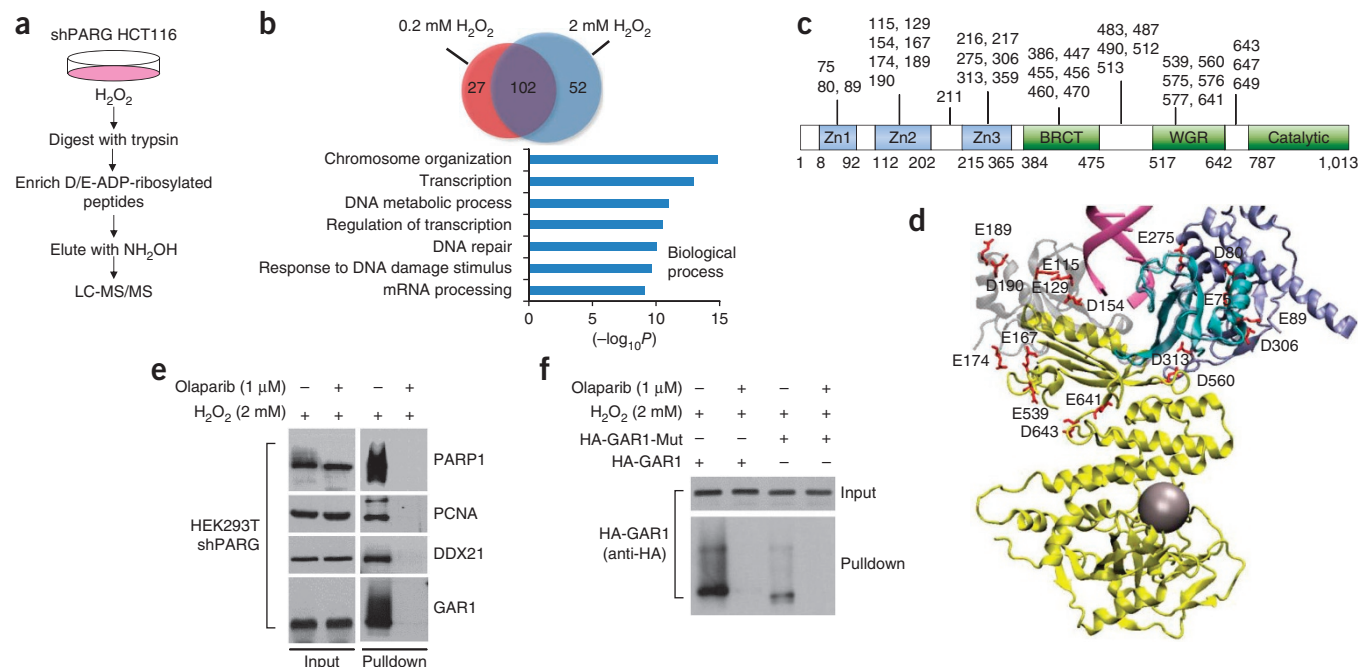 a
shPARG HCT116
H₂O₂
Digest with trypsin
Enrich D/E-ADP-ribosylated
peptides
Elute with NH₂OH
LC-MS/MS
b
0.2 mM H₂O₂
2 mM H₂O₂
27
102
52
Chromosome organization
Transcription
DNA metabolic process
Regulation of transcription
DNA repair
Response to DNA damage stimulus
mRNA processing
Biological
process
0
5
10
15
(–log₁₀P)
c
75
80, 89
115, 129
154, 167
174, 189
190
211
216, 217
275, 306
313, 359
386, 447
455, 456
460, 470
483, 487
490, 512
513
539, 560
575, 576
577, 641
643
647
649
Zn1
Zn2
Zn3
BRCT
WGR
Catalytic
1
8
92
112
202
215
365
384
475
517
642
787
1,013
d
E189
D190
E115
E129
D154
E275
D80
E75
E89
D306
E167
E174
D313
D560
E539
E641
D643
e
Olaparib (1 μM)
– + – +
H₂O₂ (2 mM)
+ + + +
HEK293T
shPARG
PARP1
PCNA
DDX21
GAR1
Input
Pulldown
f
Olaparib (1 μM)
– + – +
H₂O₂ (2 mM)
+ + + +
HA-GAR1-Mut
– – + +
HA-GAR1
+ + – –
HA-GAR1
(anti-HA)
Input
Pulldown